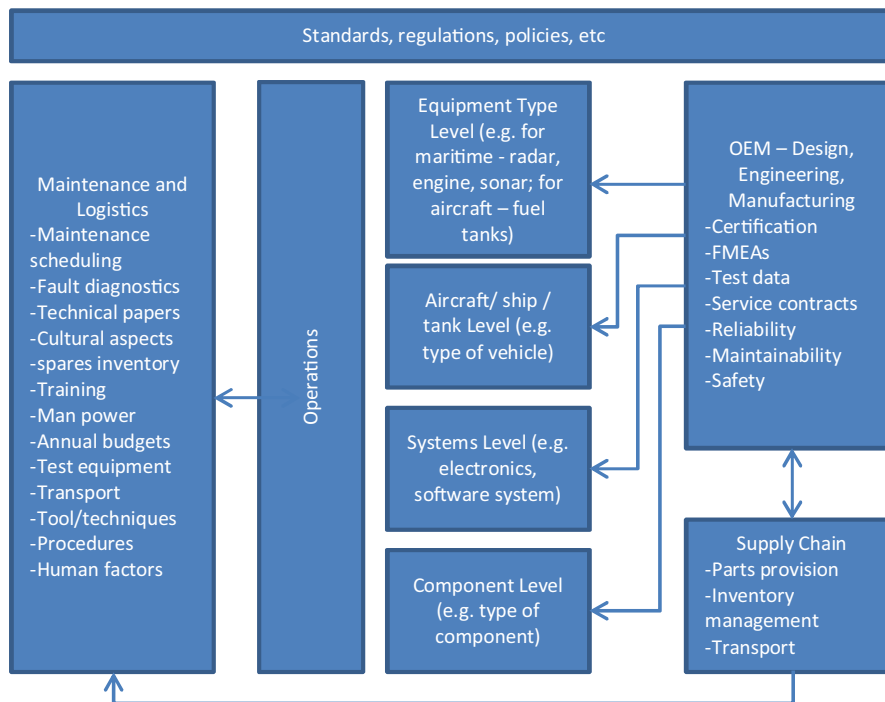 Standards, regulations, policies, etc
Maintenance and
Logistics
-Maintenance
scheduling
-Fault diagnostics
-Technical papers
-Cultural aspects
-spares inventory
-Training
-Man power
-Annual budgets
-Test equipment
-Transport
-Tool/techniques
-Procedures
-Human factors
Operations
Equipment Type
Level (e.g. for
maritime - radar,
engine, sonar; for
aircraft – fuel
tanks)
Aircraft/ ship /
tank Level (e.g.
type of vehicle)
Systems Level (e.g.
electronics,
software system)
Component Level
(e.g. type of
component)
OEM – Design,
Engineering,
Manufacturing
-Certification
-FMEAs
-Test data
-Service contracts
-Reliability
-Maintainability
-Safety
Supply Chain
-Parts provision
-Inventory
management
-Transport